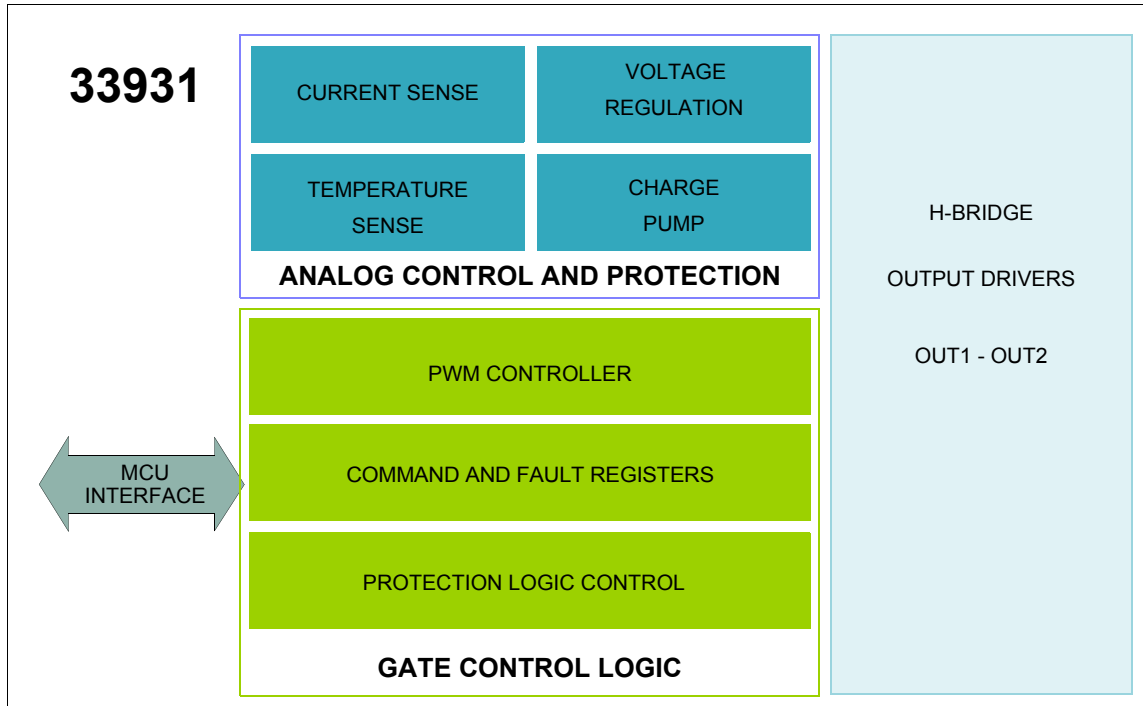 33931
CURRENT SENSE
VOLTAGE
REGULATION
TEMPERATURE
SENSE
CHARGE
PUMP
ANALOG CONTROL AND PROTECTION
H-BRIDGE
OUTPUT DRIVERS
OUT1 - OUT2
PWM CONTROLLER
MCU
INTERFACE
COMMAND AND FAULT REGISTERS
PROTECTION LOGIC CONTROL
GATE CONTROL LOGIC